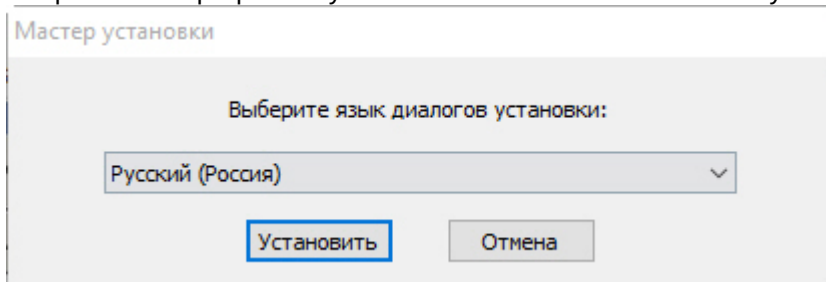 Мастер установки
Выберите язык диалогов установки:
Русский (Россия)
Установить
Отмена